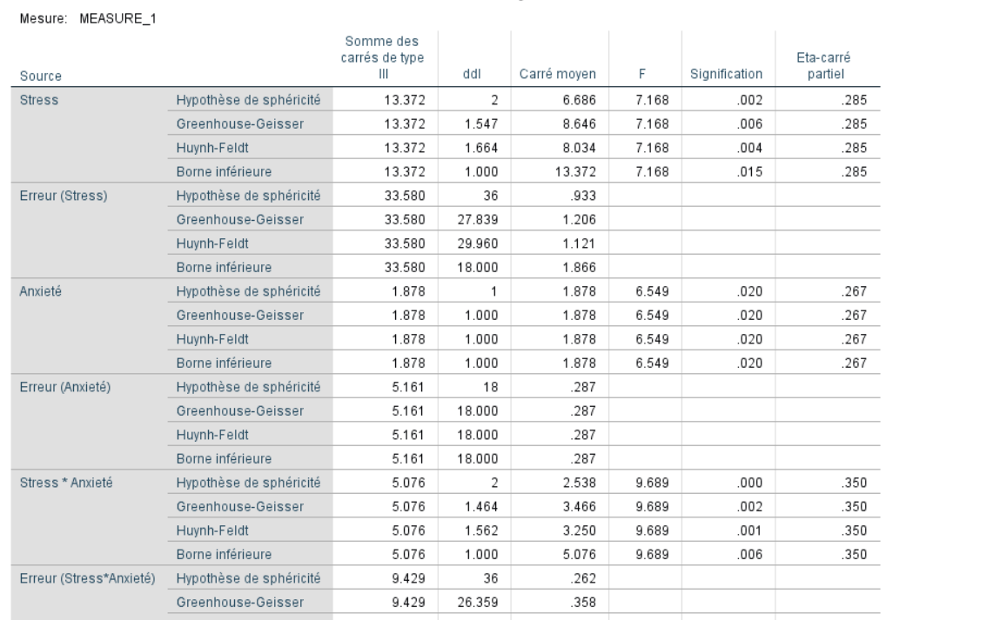 Mesure: MEASURE_1
Source Somme des carrés de type III ddl Carré moyen F Signification Eta-carré partiel
Stress Hypothèse de sphéricité 13.372 2 6.686 7.168 .002 .285
Greenhouse-Geisser 13.372 1.547 8.646 7.168 .006 .285
Huynh-Feldt 13.372 1.664 8.034 7.168 .004 .285
Borne inférieure 13.372 1.000 13.372 7.168 .015 .285
Erreur (Stress) Hypothèse de sphéricité 33.580 36 .933
Greenhouse-Geisser 33.580 27.839 1.206
Huynh-Feldt 33.580 29.960 1.121
Borne inférieure 33.580 18.000 1.866
Anxieté Hypothèse de sphéricité 1.878 1 1.878 6.549 .020 .267
Greenhouse-Geisser 1.878 1.000 1.878 6.549 .020 .267
Huynh-Feldt 1.878 1.000 1.878 6.549 .020 .267
Borne inférieure 1.878 1.000 1.878 6.549 .020 .267
Erreur (Anxieté) Hypothèse de sphéricité 5.161 18 .287
Greenhouse-Geisser 5.161 18.000 .287
Huynh-Feldt 5.161 18.000 .287
Borne inférieure 5.161 18.000 .287
Stress * Anxieté Hypothèse de sphéricité 5.076 2 2.538 9.689 .000 .350
Greenhouse-Geisser 5.076 1.464 3.466 9.689 .002 .350
Huynh-Feldt 5.076 1.562 3.250 9.689 .001 .350
Borne inférieure 5.076 1.000 5.076 9.689 .006 .350
Erreur (Stress*Anxieté) Hypothèse de sphéricité 9.429 36 .262
Greenhouse-Geisser 9.429 26.359 .358